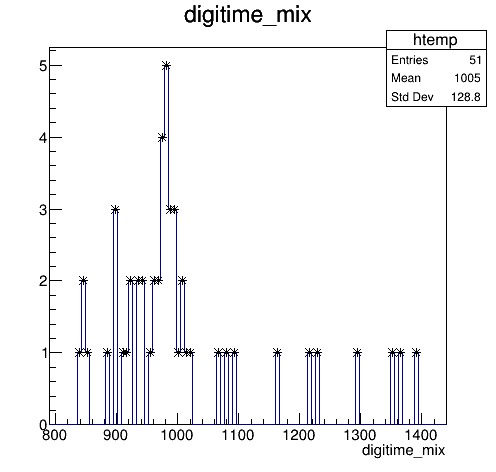 digitime_mix
htemp
Entries 51
Mean 1005
Std Dev 128.8
5
4
3
2
1
0
800 900 1000 1100 1200 1300 1400
digitime_mix